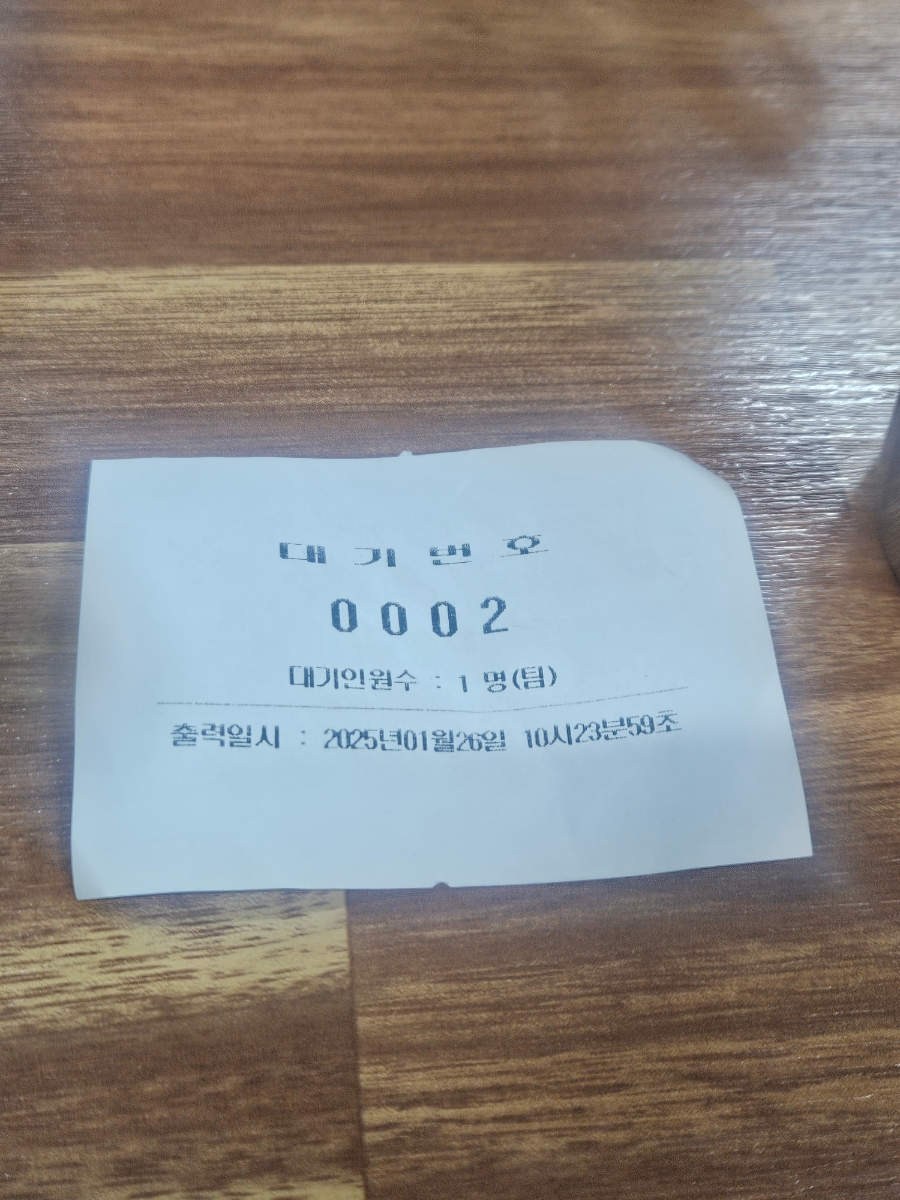 대기번호
0002
대기인원수 : 1 명(팀)
출력일시 : 2025년01월26일 10시23분59초